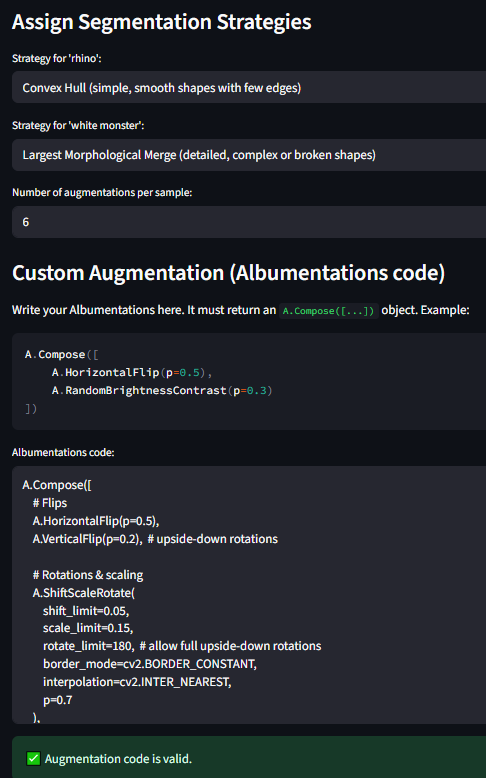 Assign Segmentation Strategies
Strategy for 'rhino':
Convex Hull (simple, smooth shapes with few edges)
Strategy for 'white monster':
Largest Morphological Merge (detailed, complex or broken shapes)
Number of augmentations per sample:
6
Custom Augmentation (Albumentations code)
Write your Albumentations here. It must return an A.Compose([...]) object. Example:
A.Compose([
    A.HorizontalFlip(p=0.5),
    A.RandomBrightnessContrast(p=0.3)
])
Albumentations code:
A.Compose([
    # Flips
    A.HorizontalFlip(p=0.5),
    A.VerticalFlip(p=0.2),  # upside-down rotations

    # Rotations & scaling
    A.ShiftScaleRotate(
        shift_limit=0.05,
        scale_limit=0.15,
        rotate_limit=180,  # allow full upside-down rotations
        border_mode=cv2.BORDER_CONSTANT,
        interpolation=cv2.INTER_NEAREST,
        p=0.7
    ),
✅ Augmentation code is valid.